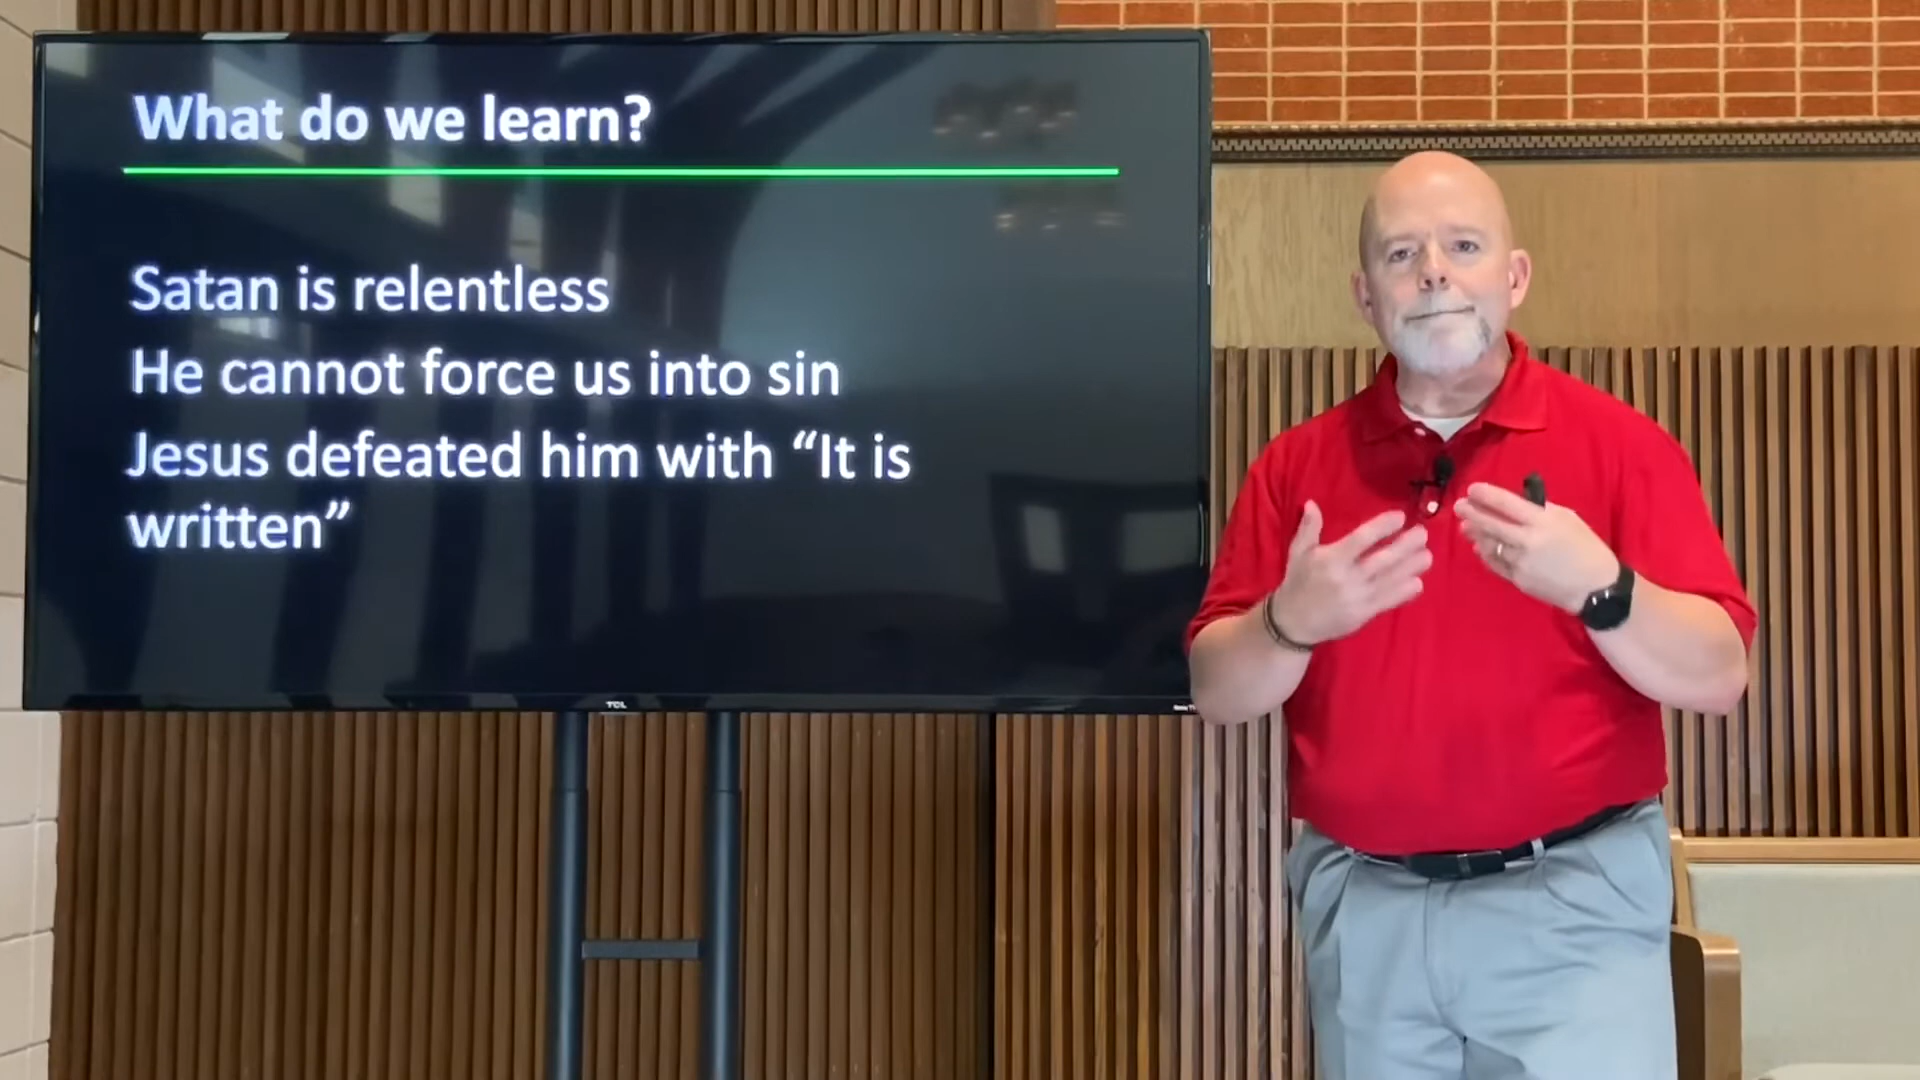 What do we learn?
Satan is relentless
He cannot force us into sin
Jesus defeated him with “It is
written”
TCL